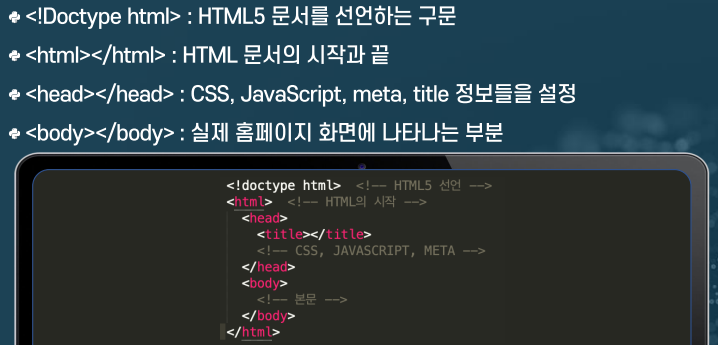 <!Doctype html> : HTML5 문서를 선언하는 구문
<html></html> : HTML 문서의 시작과 끝
<head></head> : CSS, JavaScript, meta, title 정보들을 설정
<body></body> : 실제 홈페이지 화면에 나타나는 부분
<!doctype html>  <!-- HTML5 선언 -->
<html>  <!-- HTML의 시작 -->
  <head>
    <title></title>
    <!-- CSS, JAVASCRIPT, META -->
  </head>
  <body>
    <!-- 본문 -->
  </body>
</html>